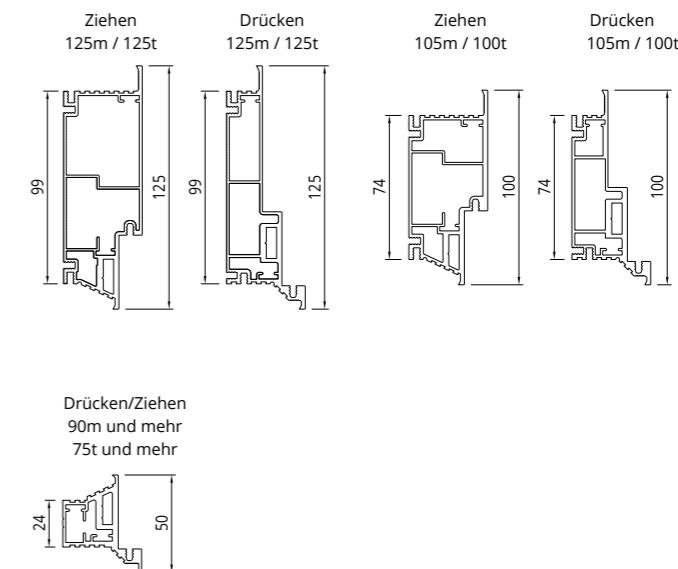 Ziehen
125m / 125t
99
125
Drücken
125m / 125t
99
125
Ziehen
105m / 100t
74
100
Drücken
105m / 100t
74
100
Drücken/Ziehen
90m und mehr
75t und mehr
24
50